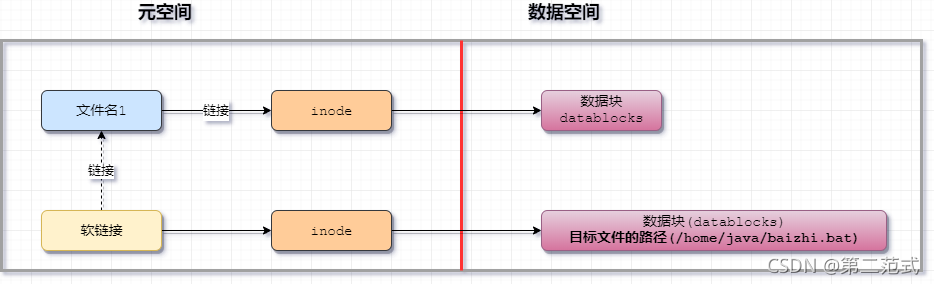 元空间
数据空间
文件名1
链接
inode
数据块
datablocks
链接
软链接
inode
数据块(datablocks)
目标文件的路径(/home/java/baizhi.bat)
CSDN @第二范式